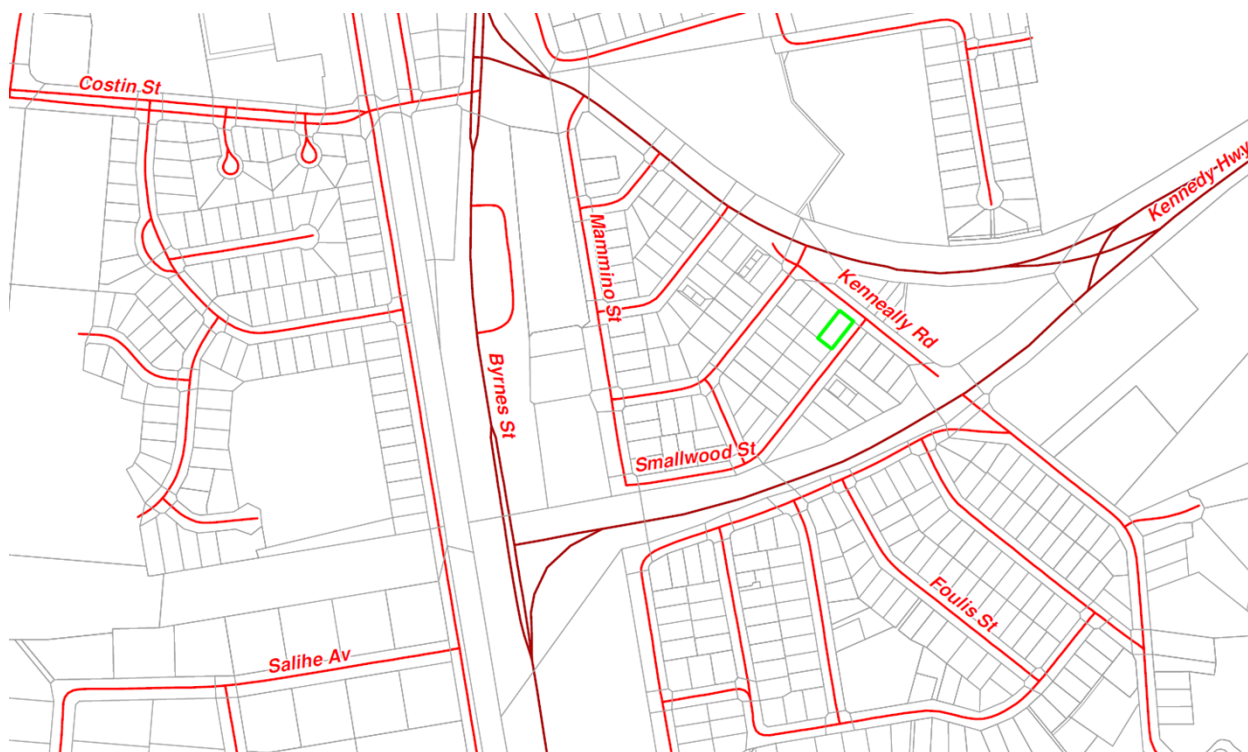 Costin St
Kennedy Hwy
Mammino St
Kenneally Rd
Byrnes St
Smallwood St
Foulis St
Salihe Av